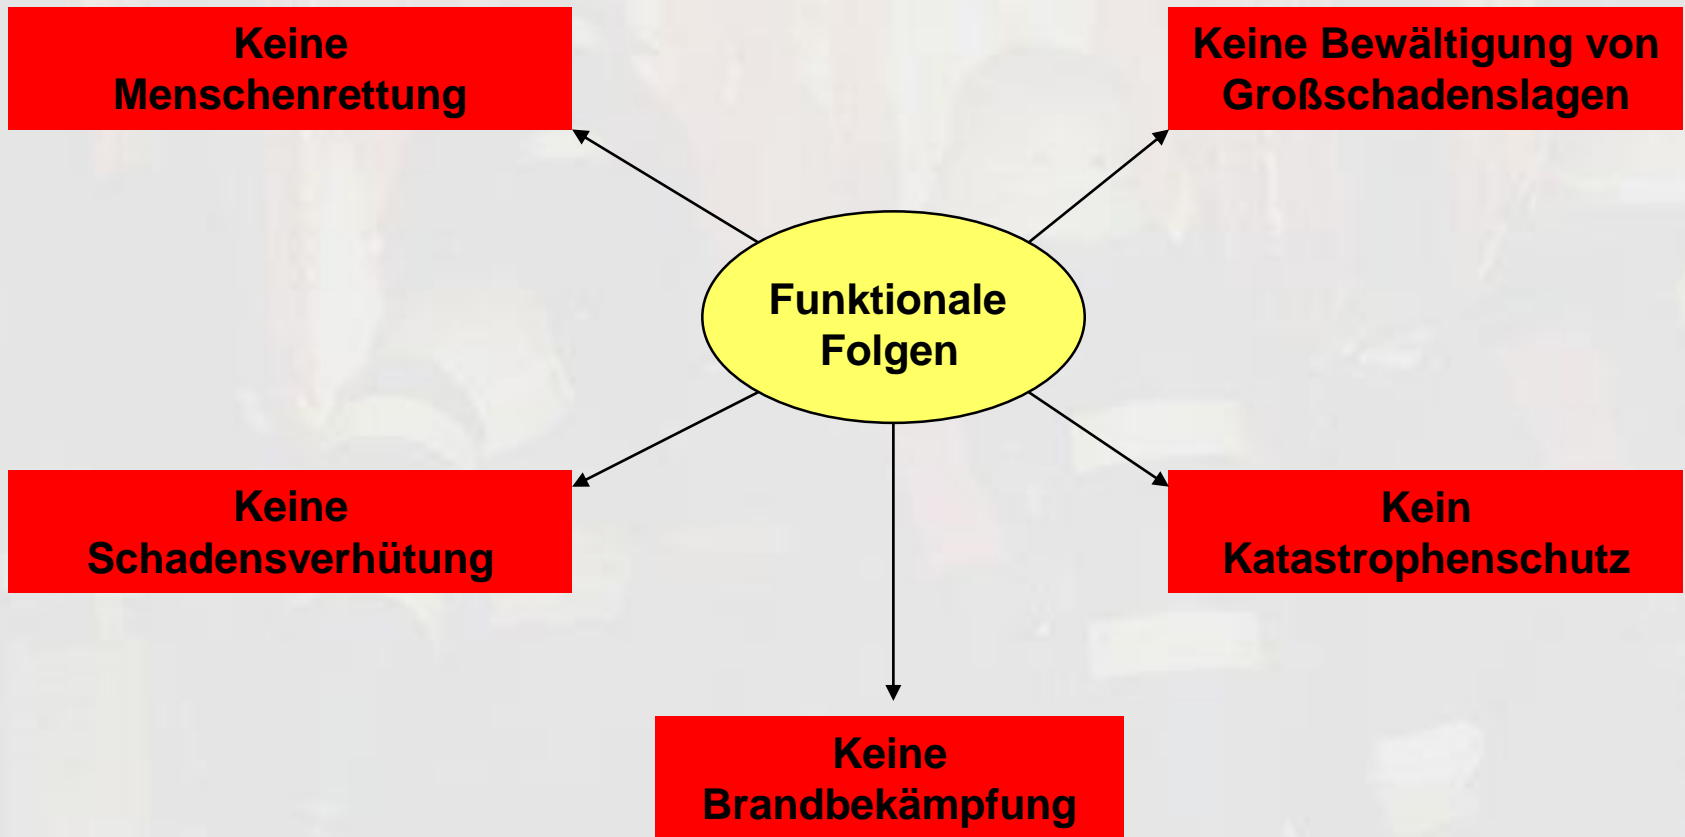 Keine
Menschenrettung
Keine Bewältigung von
Großschadenslagen
Funktionale
Folgen
Keine
Schadensverhütung
Kein
Katastrophenschutz
Keine
Brandbekämpfung